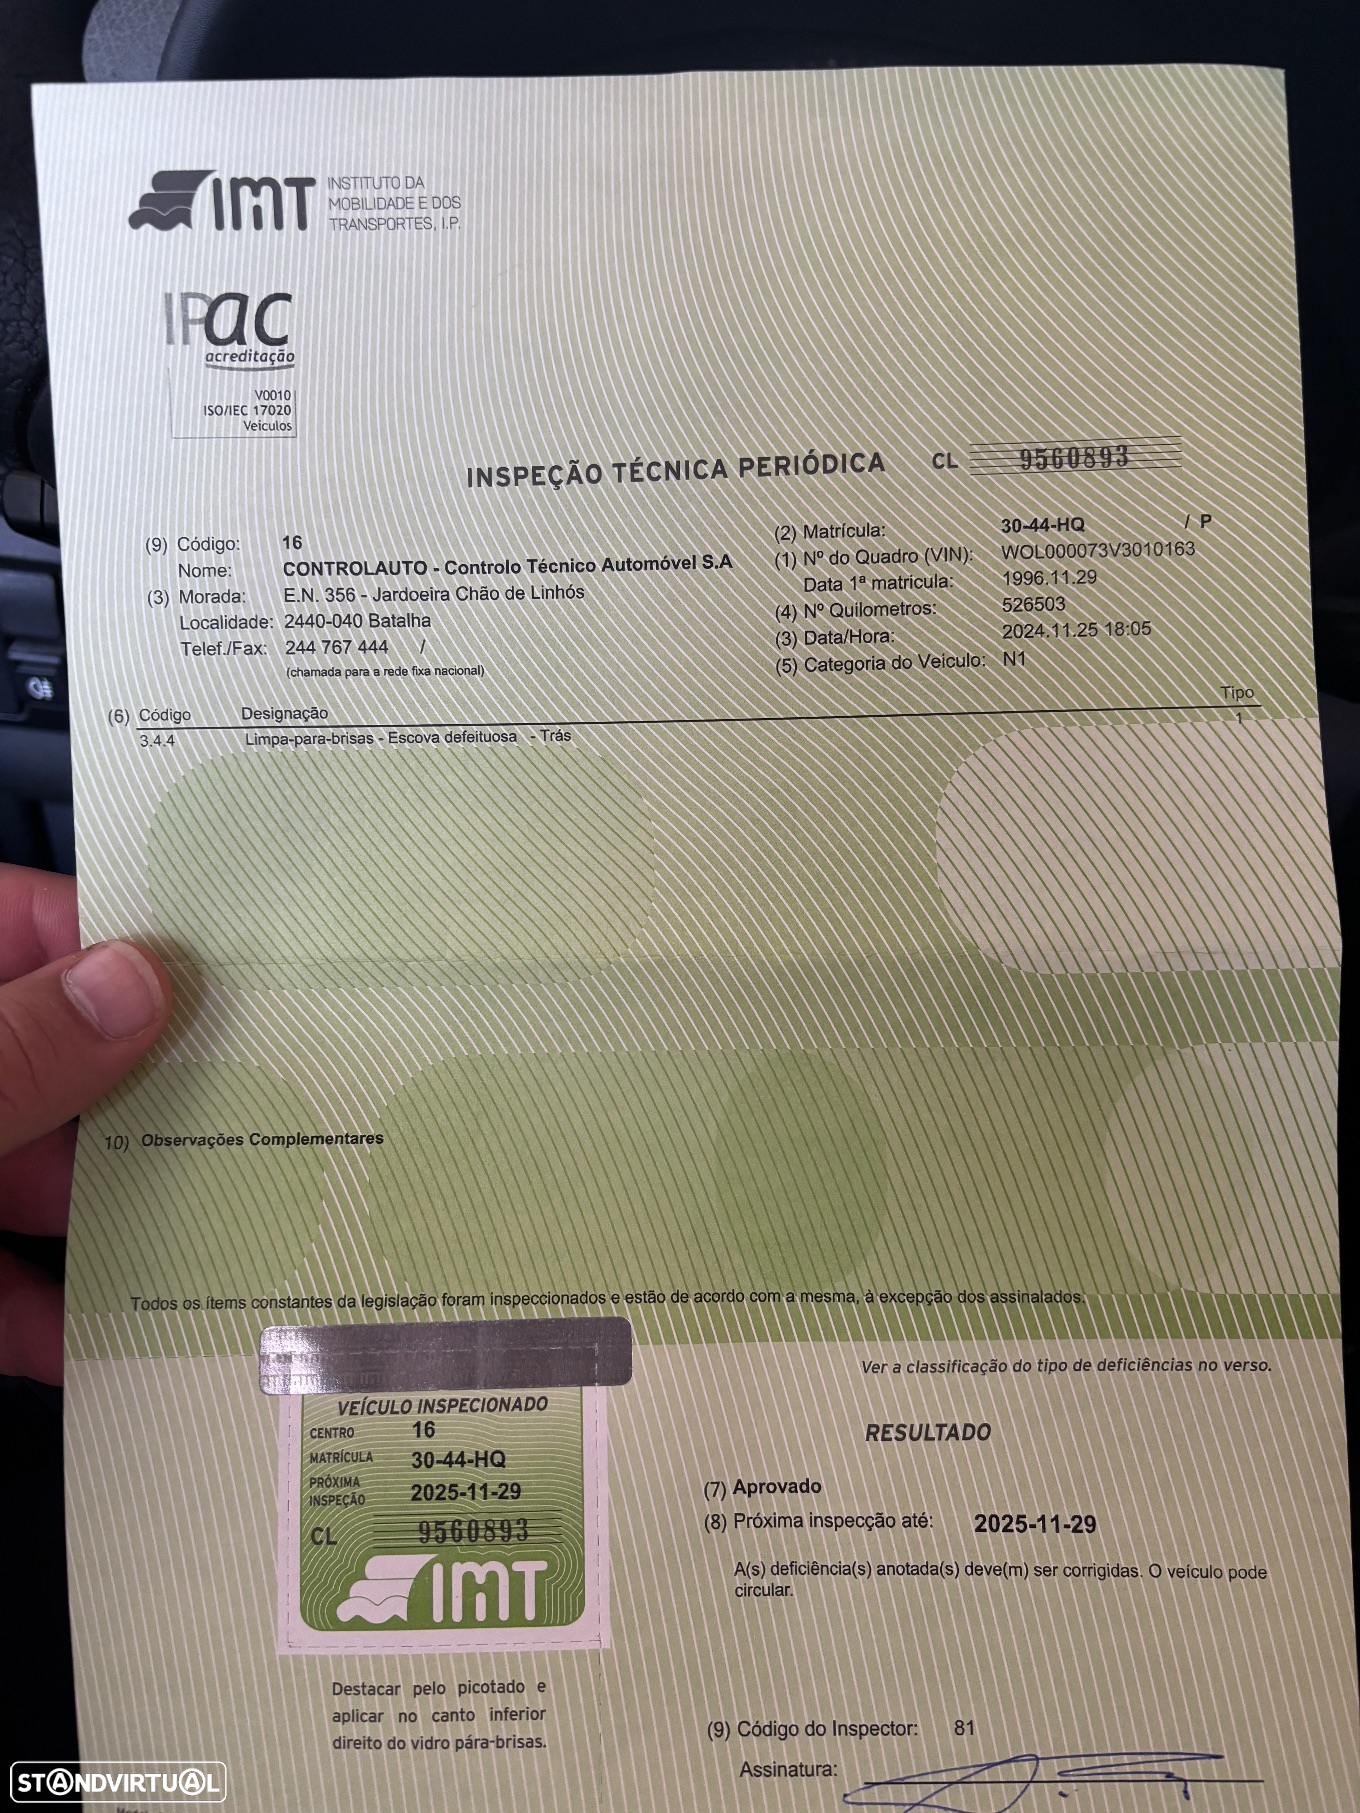 IMT INSTITUTO DA
MOBILIDADE E DOS
TRANSPORTES, I.P.
IPac
acreditação
V0010
ISO/IEC 17020
Veiculos
INSPEÇÃO TÉCNICA PERIÓDICA CL 9560893
(9) Código: 16
Nome: CONTROLAUTO - Controlo Técnico Automóvel S.A
(3) Morada: E.N. 356 - Jardoeira Chão de Linhós
Localidade: 2440-040 Batalha
Telef./Fax: 244 767 444 /
(chamada para a rede fixa nacional)
(2) Matrícula: 30-44-HQ / P
(1) Nº do Quadro (VIN): WOL000073V3010163
Data 1ª matricula: 1996.11.29
(4) Nº Quilometros: 526503
(3) Data/Hora: 2024.11.25 18:05
(5) Categoria do Veiculo: N1
(6) Código Designação Tipo
3.4.4 Limpa-para-brisas - Escova defeituosa - Trás 1
10) Observações Complementares
Todos os ítems constantes da legislação foram inspeccionados e estão de acordo com a mesma, à excepção dos assinalados.
Ver a classificação do tipo de deficiências no verso.
VEÍCULO INSPECIONADO
CENTRO 16
MATRÍCULA 30-44-HQ
PRÓXIMA
INSPEÇÃO 2025-11-29
CL 9560893
IMT
Destacar pelo picotado e
aplicar no canto inferior
direito do vidro pára-brisas.
RESULTADO
(7) Aprovado
(8) Próxima inspecção até: 2025-11-29
A(s) deficiência(s) anotada(s) deve(m) ser corrigidas. O veículo pode
circular.
(9) Código do Inspector: 81
Assinatura:
STANDVIRTUAL